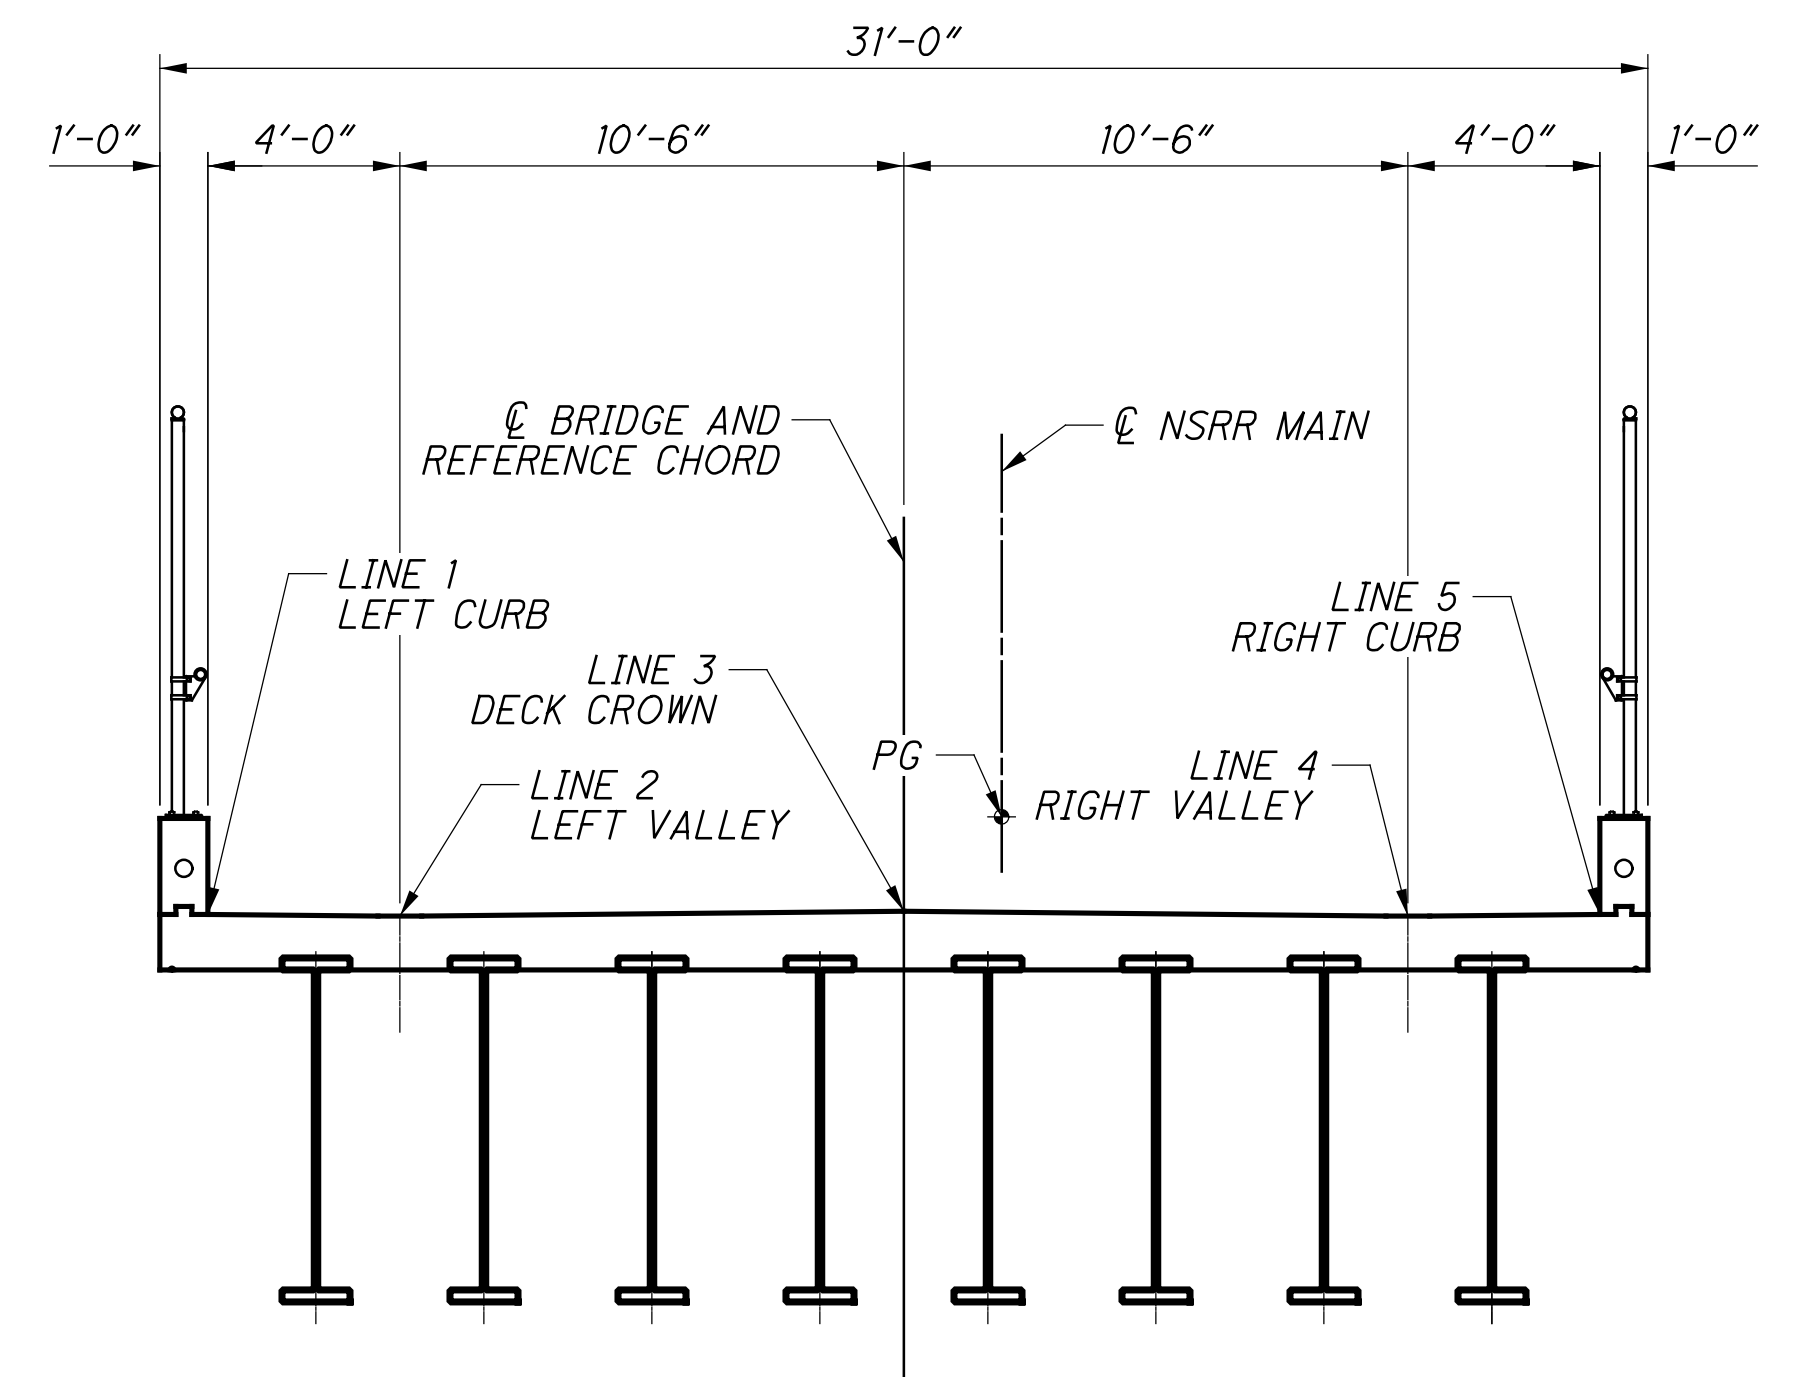 31'-0"
1'-0" 4'-0" 10'-6" 10'-6" 4'-0" 1'-0"
℄ BRIDGE AND
REFERENCE CHORD
℄ NSRR MAIN
LINE 1
LEFT CURB
LINE 5
RIGHT CURB
LINE 3
DECK CROWN
PG
LINE 4
RIGHT VALLEY
LINE 2
LEFT VALLEY